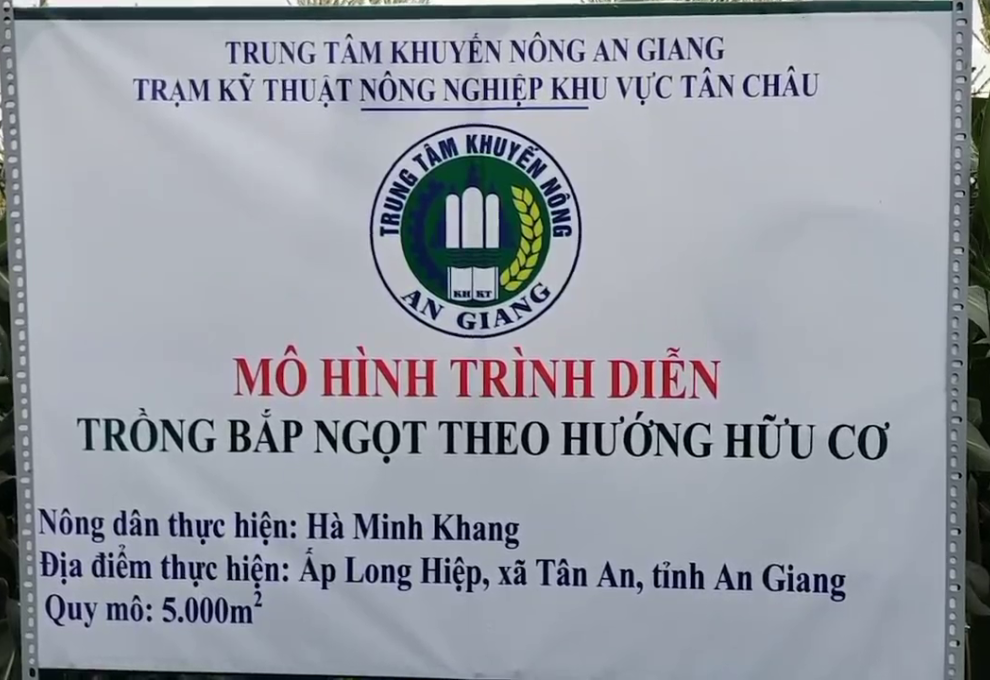 TRUNG TÂM KHUYẾN NÔNG AN GIANG
TRẠM KỸ THUẬT NÔNG NGHIỆP KHU VỰC TÂN CHÂU
TRUNG TÂM KHUYẾN NÔNG
KH KT
AN GIANG
MÔ HÌNH TRÌNH DIỄN
TRỒNG BẮP NGỌT THEO HƯỚNG HỮU CƠ
Nông dân thực hiện: Hà Minh Khang
Địa điểm thực hiện: Ấp Long Hiệp, xã Tân An, tỉnh An Giang
Quy mô: 5.000m²